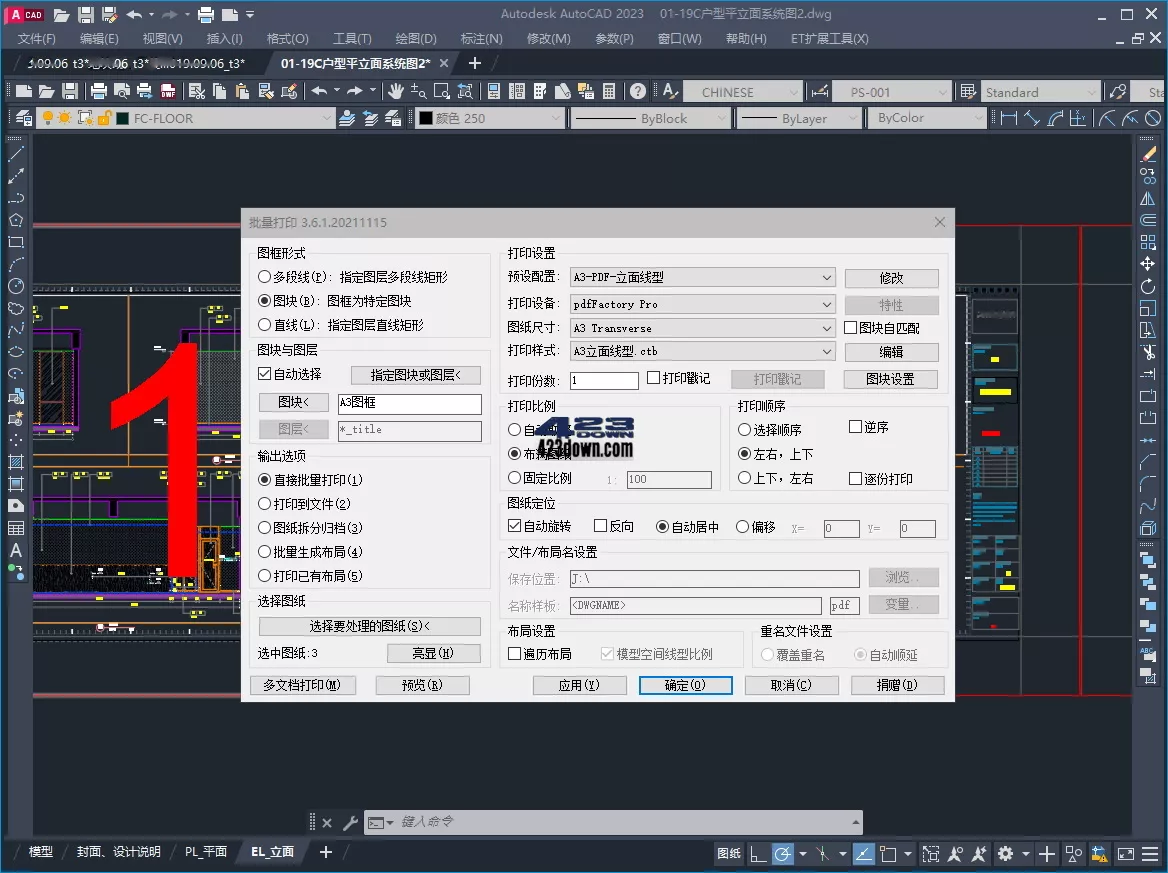 A CAD
Autodesk AutoCAD 2023 01-19C户型平立面系统图2.dwg
文件(F) 编辑(E) 视图(V) 插入(I) 格式(O) 工具(T) 绘图(D) 标注(N) 修改(M) 参数(P) 窗口(W) 帮助(H) ET扩展工具(X)
01-19C户型平立面系统图2*
CHINESE PS-001 Standard
FC-FLOOR 颜色 250 ByBlock ByLayer ByColor
批量打印 3.6.1.20211115
图框形式
多段线(P): 指定图层多段线矩形
图块(B): 图框为特定图块
直线(L): 指定图层直线矩形
图块与图层
自动选择 指定图块或图层<
图块< A3图框
图层< *_title
输出选项
直接批量打印(1)
打印到文件(2)
图纸拆分归档(3)
批量生成布局(4)
打印已有布局(5)
选择图纸
选择要处理的图纸(S)<
选中图纸:3 亮显(H)
打印设置
预设配置: A3-PDF-立面线型 修改
打印设备: pdfFactory Pro 特性
图纸尺寸: A3 Transverse 图块自匹配
打印样式: A3立面线型.ctb 编辑
打印份数: 1 打印戳记 打印戳记 图块设置
打印比例
固定比例 1: 100
423
DOWN
423down.com
打印顺序
选择顺序 逆序
左右,上下
上下,左右 逐份打印
图纸定位
自动旋转 反向 自动居中 偏移 X= 0 Y= 0
文件/布局名设置
保存位置: J:\ 浏览..
名称样板: <DWGNAME> pdf 变量..
布局设置
遍历布局 模型空间线型比例
重名文件设置
覆盖重名 自动顺延
多文档打印(M) 预览(R) 应用(Y) 确定(O) 取消(C) 捐赠(D)
1
键入命令
模型 封面、设计说明 PL_平面 EL_立面
图纸